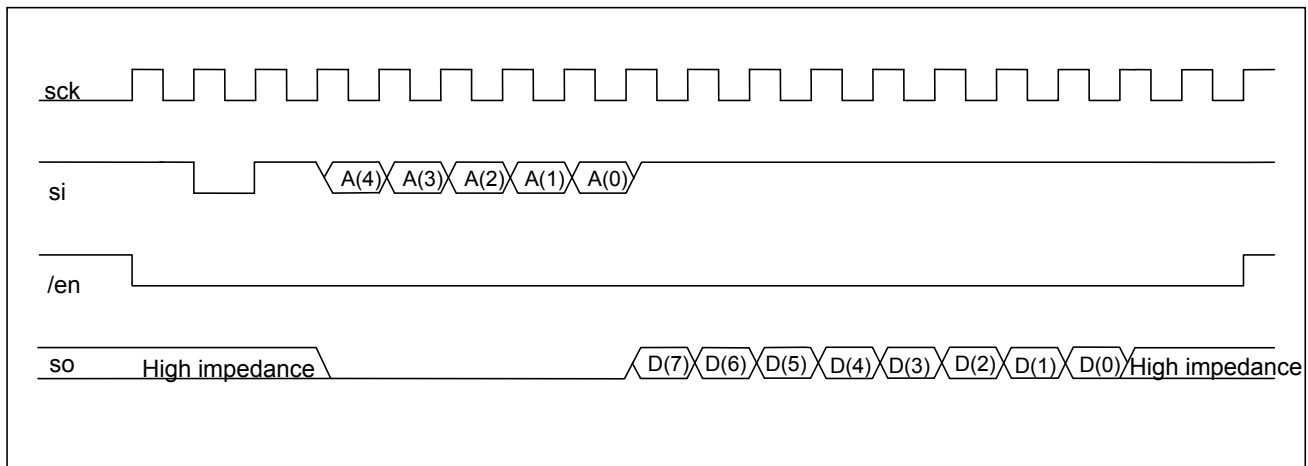 sck
si
A(4) A(3) A(2) A(1) A(0)
/en
so
High impedance
D(7) D(6) D(5) D(4) D(3) D(2) D(1) D(0)
High impedance